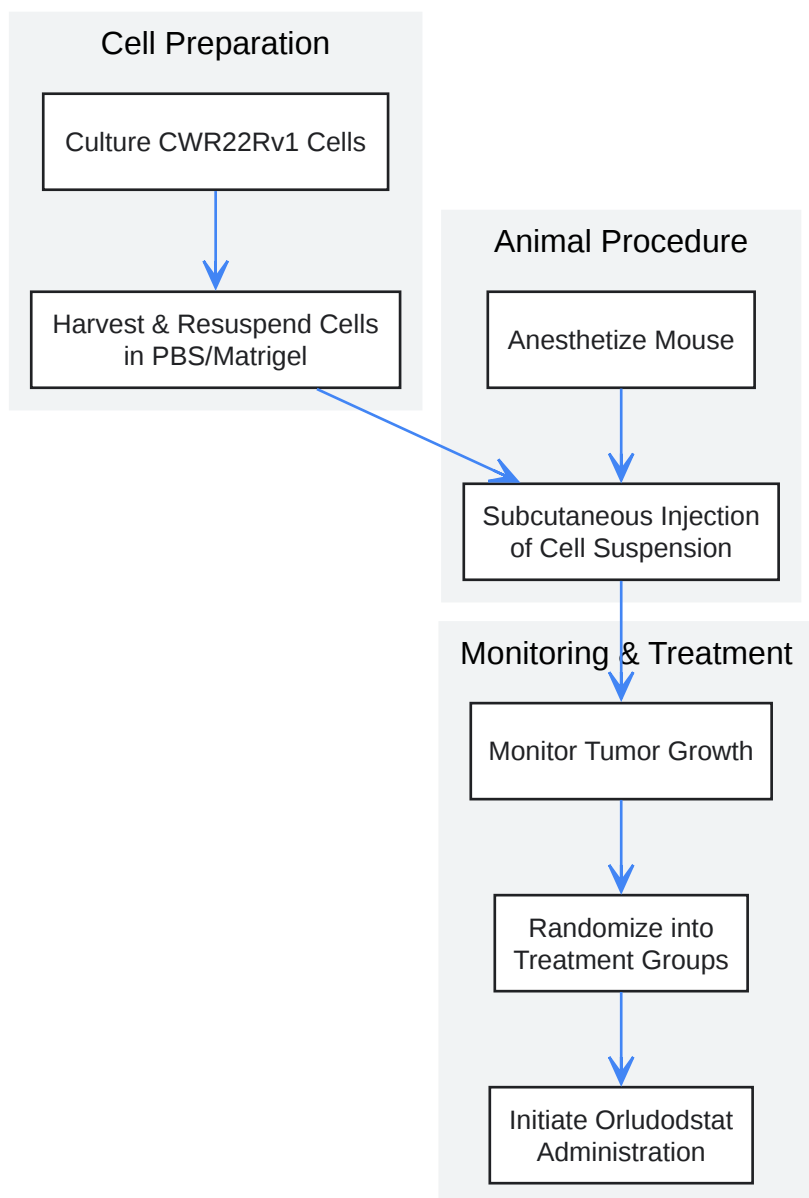 Cell Preparation
Culture CWR22Rv1 Cells
Harvest & Resuspend Cells
in PBS/Matrigel
Animal Procedure
Anesthetize Mouse
Subcutaneous Injection
of Cell Suspension
Monitoring & Treatment
Monitor Tumor Growth
Randomize into
Treatment Groups
Initiate Orludodstat
Administration